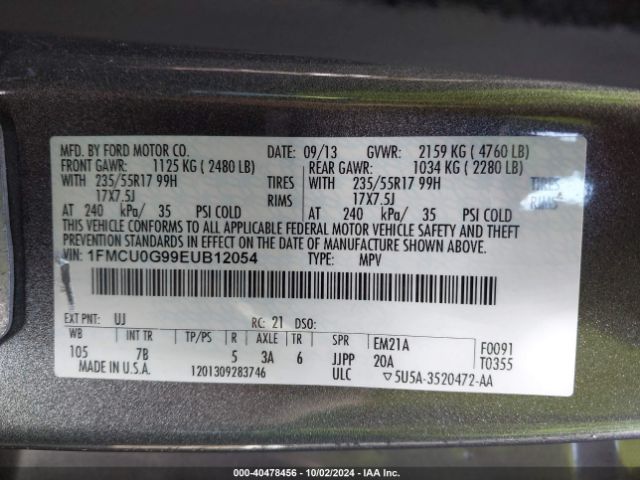 MFD. BY FORD MOTOR CO. DATE: 09/13 GVWR: 2159 KG ( 4760 LB)
FRONT GAWR: 1125 KG ( 2480 LB) REAR GAWR: 1034 KG ( 2280 LB)
WITH 235/55R17 99H TIRES WITH 235/55R17 99H TIRES
17X7.5J RIMS 17X7.5J RIMS
AT 240 kPa/ 35 PSI COLD AT 240 kPa/ 35 PSI COLD
THIS VEHICLE CONFORMS TO ALL APPLICABLE FEDERAL MOTOR VEHICLE SAFETY AND THEFT
PREVENTION STANDARDS IN EFFECT ON THE DATE OF MANUFACTURE SHOWN ABOVE.
VIN: 1FMCU0G99EUB12054 TYPE: MPV
EXT PNT: UJ RC: 21 DSO:
WB INT TR TP/PS R AXLE TR SPR EM21A F0091
105 7B 5 3A 6 JJPP 20A T0355
MADE IN U.S.A. 1201309283746 ULC ▽5U5A-3520472-AA
000-40478456 - 10/02/2024 - IAA Inc.